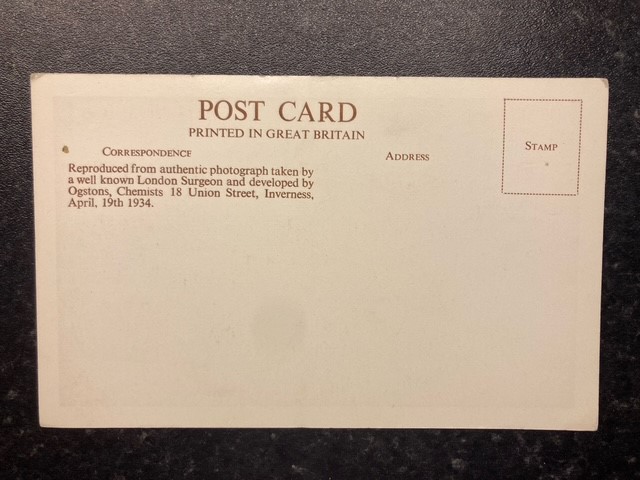 POST CARD
PRINTED IN GREAT BRITAIN
CORRESPONDENCE
ADDRESS
STAMP
Reproduced from authentic photograph taken by
a well known London Surgeon and developed by
Ogstons, Chemists 18 Union Street, Inverness,
April, 19th 1934.